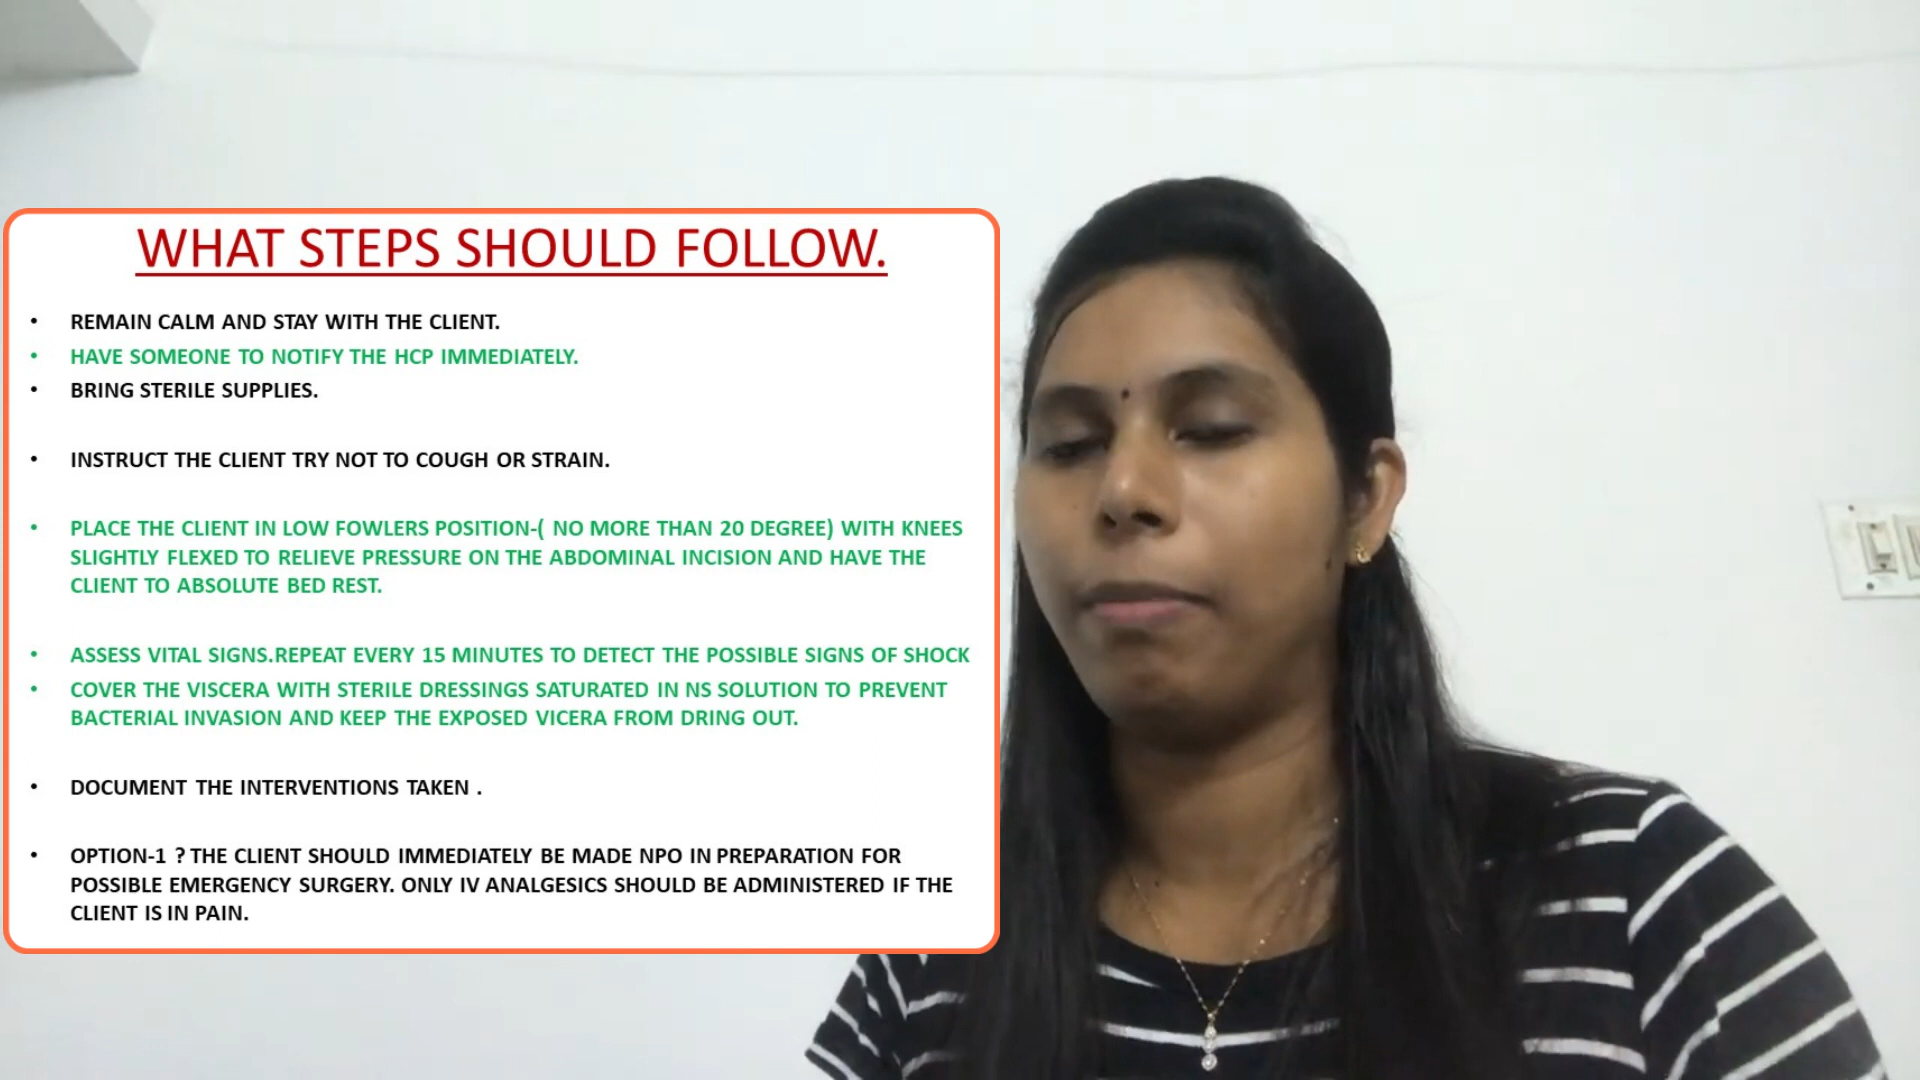 WHAT STEPS SHOULD FOLLOW.
• REMAIN CALM AND STAY WITH THE CLIENT.
• HAVE SOMEONE TO NOTIFY THE HCP IMMEDIATELY.
• BRING STERILE SUPPLIES.
• INSTRUCT THE CLIENT TRY NOT TO COUGH OR STRAIN.
• PLACE THE CLIENT IN LOW FOWLERS POSITION-( NO MORE THAN 20 DEGREE) WITH KNEES
SLIGHTLY FLEXED TO RELIEVE PRESSURE ON THE ABDOMINAL INCISION AND HAVE THE
CLIENT TO ABSOLUTE BED REST.
• ASSESS VITAL SIGNS.REPEAT EVERY 15 MINUTES TO DETECT THE POSSIBLE SIGNS OF SHOCK
• COVER THE VISCERA WITH STERILE DRESSINGS SATURATED IN NS SOLUTION TO PREVENT
BACTERIAL INVASION AND KEEP THE EXPOSED VICERA FROM DRING OUT.
• DOCUMENT THE INTERVENTIONS TAKEN .
• OPTION-1 ? THE CLIENT SHOULD IMMEDIATELY BE MADE NPO IN PREPARATION FOR
POSSIBLE EMERGENCY SURGERY. ONLY IV ANALGESICS SHOULD BE ADMINISTERED IF THE
CLIENT IS IN PAIN.